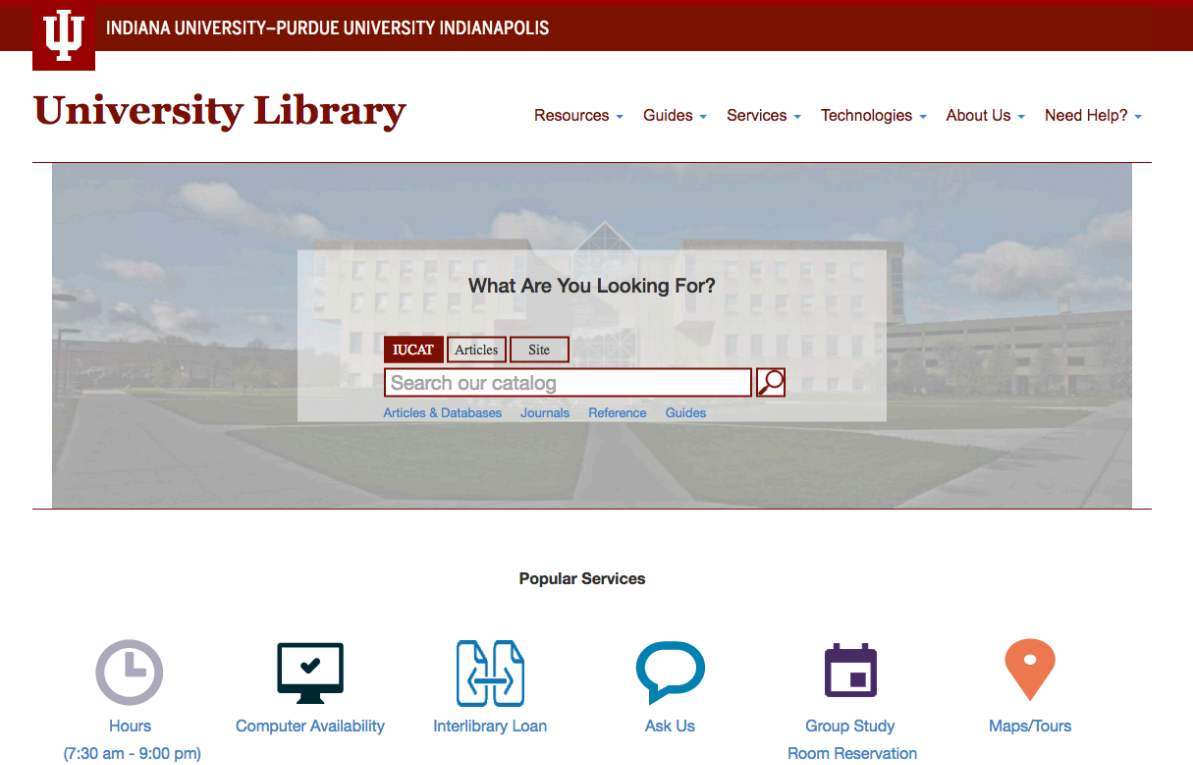 INDIANA UNIVERSITY–PURDUE UNIVERSITY INDIANAPOLIS
University Library
Resources Guides Services Technologies About Us Need Help?
What Are You Looking For?
IUCAT Articles Site
Search our catalog
Articles & Databases Journals Reference Guides
Popular Services
Hours Computer Availability Interlibrary Loan Ask Us Group Study Maps/Tours
(7:30 am - 9:00 pm) Room Reservation